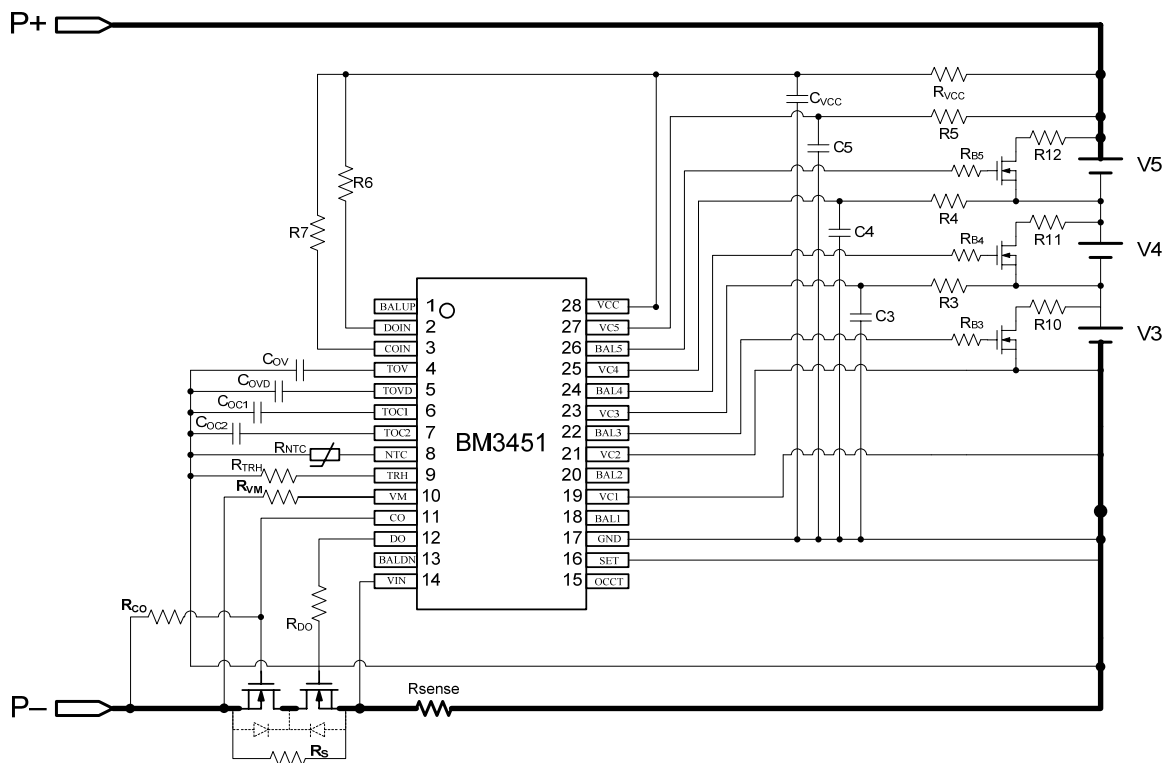 P+
RVCC
CVCC
R5
C5
R12
RB5
V5
R6
R4
R7
C4
R11
RB4
V4
R3
C3
R10
RB3
V3
BM3451
BALUP 1 28 VCC
DOIN 2 27 VC5
COIN 3 26 BAL5
COV TOV 4 25 VC4
COVD TOVD 5 24 BAL4
COC1 TOC1 6 23 VC3
COC2 TOC2 7 22 BAL3
RNTC NTC 8 21 VC2
RTRH TRH 9 20 BAL2
RVM VM 10 19 VC1
CO 11 18 BAL1
DO 12 17 GND
BALDN 13 16 SET
VIN 14 15 OCCT
RCO
RDO
Rsense
P–
RS